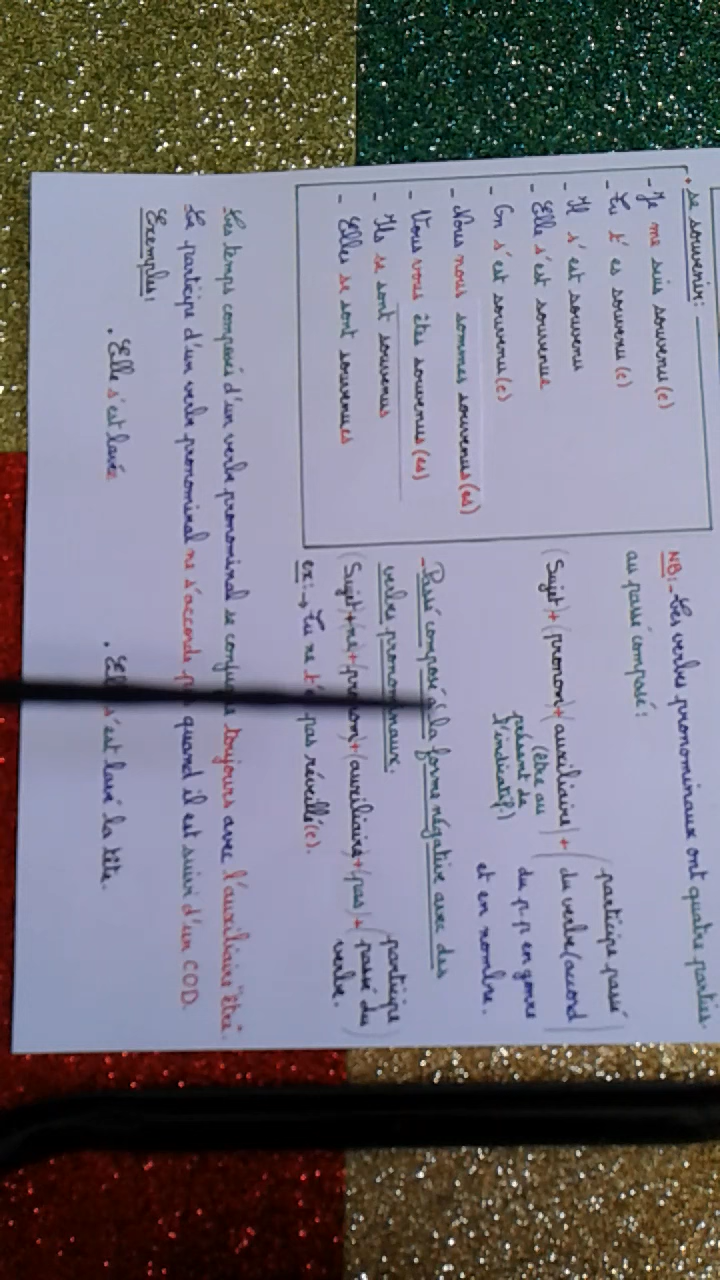 * se souvenir:
- Je me suis souvenu(e)
- Tu t'es souvenu(e)
- Il s'est souvenu
- Elle s'est souvenue
- On s'est souvenu(e)
- Nous nous sommes souvenus(es)
- Vous vous êtes souvenus(es)
- Ils se sont souvenus
- Elles se sont souvenues
NB: - Les verbes pronominaux ont quatre parties
au passé composé:
(Sujet) + (pronom) + (auxiliaire) + (participe passé
du verbe (accord
(être au
présent de
l'indicatif.)
du p.p en genre
et en nombre.
- Passé composé à la forme négative avec des
verbes pronominaux.
(Sujet + ne + (pronom) + (auxiliaire) + (pas) + (participe
passé du
verbe.
ex: → Tu ne t'es pas réveillé(e).
Les temps composé d'un verbe pronominal se conjugue toujours avec l'auxiliaire "être.
Le participe d'un verbe pronominal ne s'accorde pas quand il est suivi d'un COD.
Exemples:
. Elle s'est lavée
. Elle s'est lavé la tête.